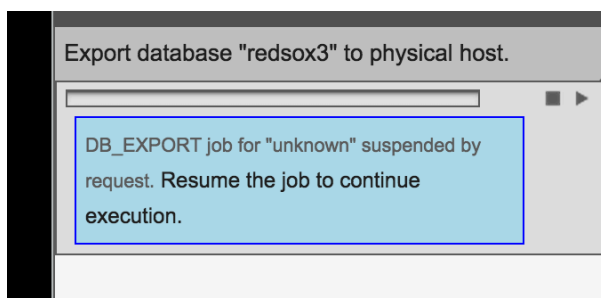 Export database "redsox3" to physical host.
DB_EXPORT job for "unknown" suspended by
request. Resume the job to continue
execution.